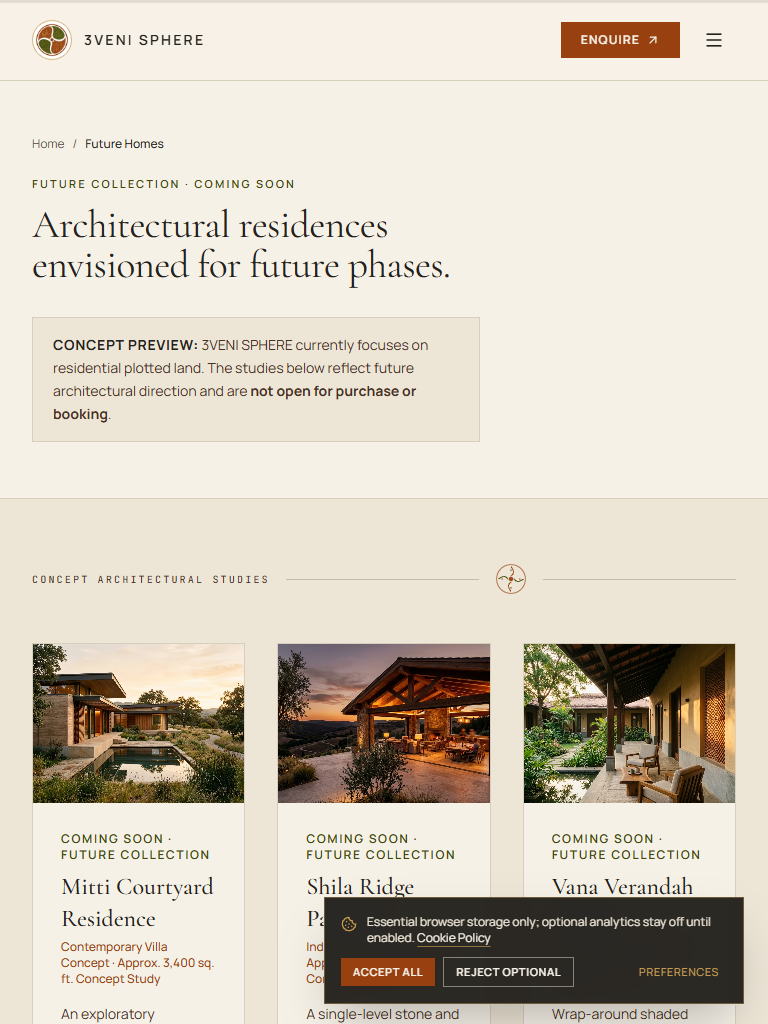 3VENI SPHERE
ENQUIRE
Home / Future Homes
FUTURE COLLECTION · COMING SOON
Architectural residences
envisioned for future phases.
CONCEPT PREVIEW: 3VENI SPHERE currently focuses on
residential plotted land. The studies below reflect future
architectural direction and are not open for purchase or
booking.
CONCEPT ARCHITECTURAL STUDIES
COMING SOON ·
FUTURE COLLECTION
Mitti Courtyard
Residence
Contemporary Villa
Concept · Approx. 3,400 sq.
ft. Concept Study
An exploratory
COMING SOON ·
FUTURE COLLECTION
Shila Ridge
A single-level stone and
COMING SOON ·
FUTURE COLLECTION
Vana Verandah
Wrap-around shaded
Essential browser storage only; optional analytics stay off until
enabled. Cookie Policy
ACCEPT ALL
REJECT OPTIONAL
PREFERENCES